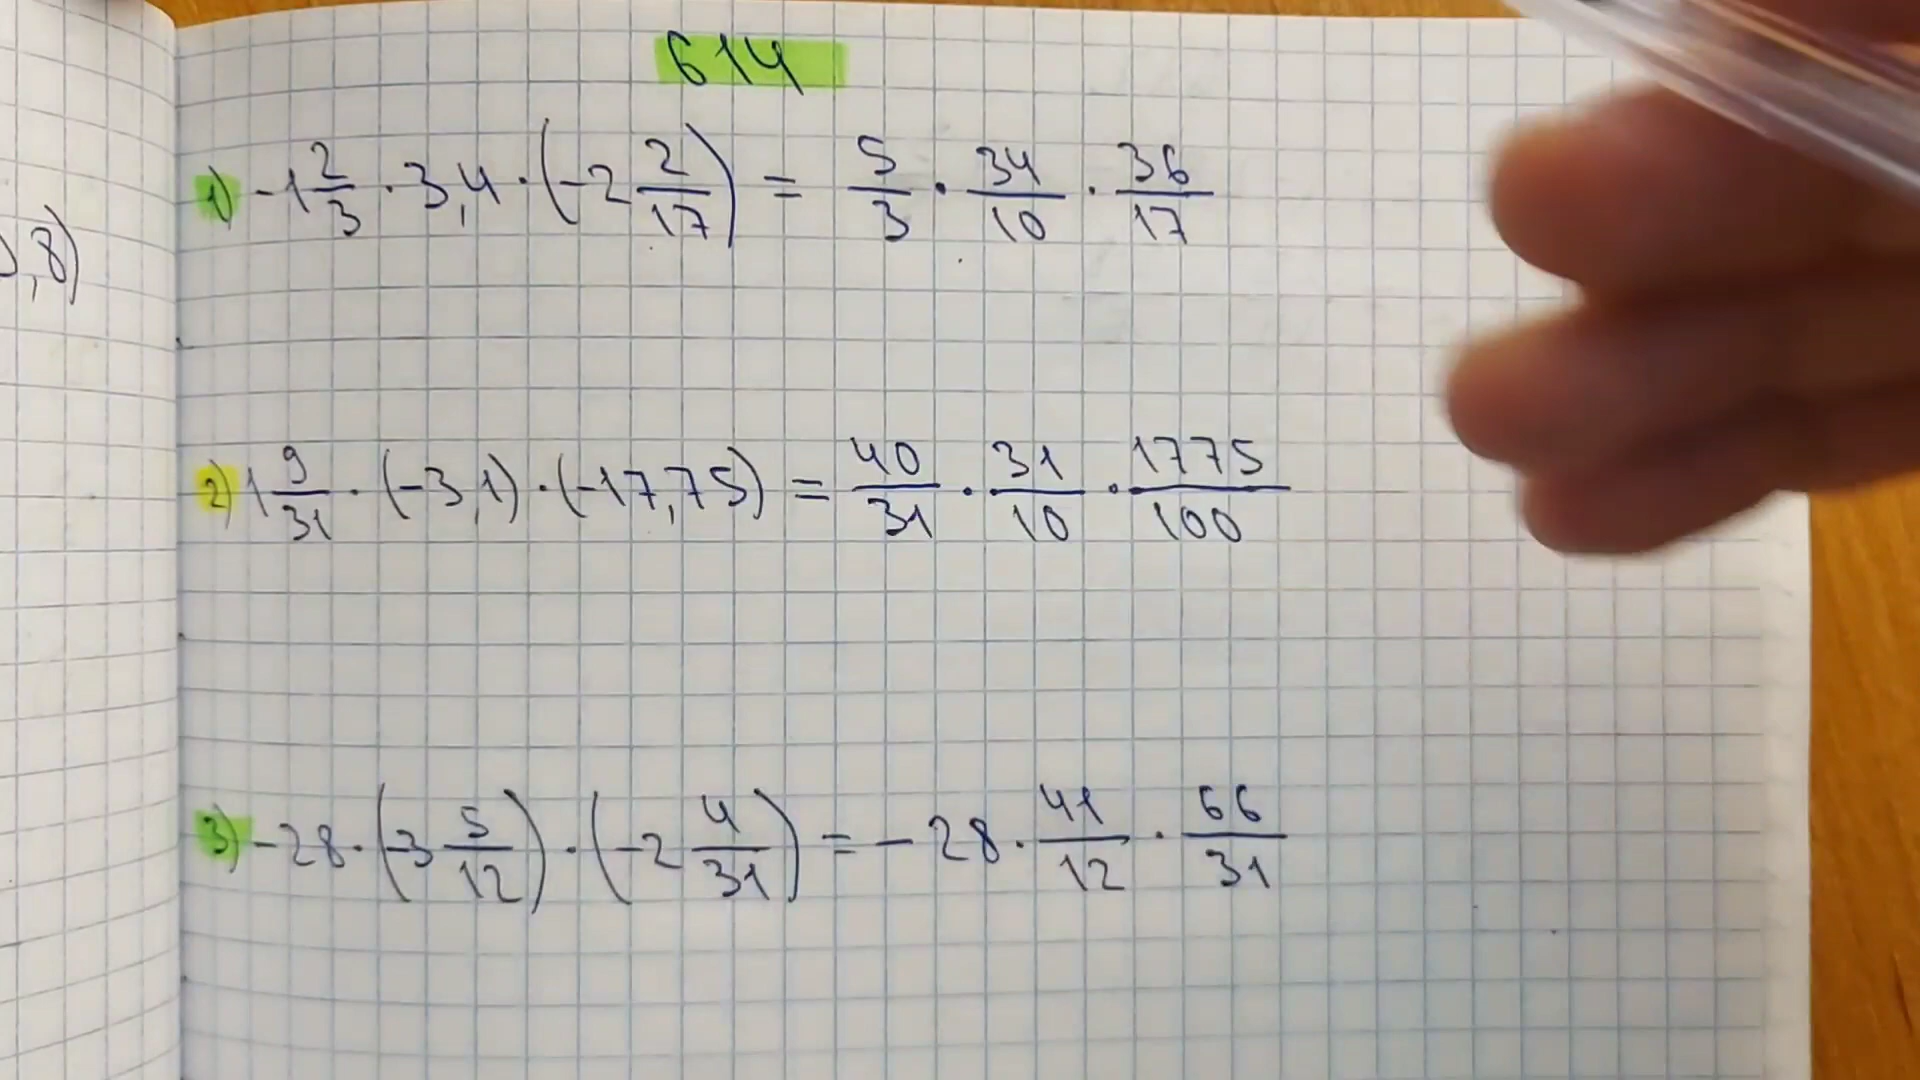 614
1) -1 2/3 · 3,4 · (-2 2/17) = 5/3 · 34/10 · 36/17
,8)
2) 1 9/31 · (-3,1) · (-17,75) = 40/31 · 31/10 · 1775/100
3) -28 · (-3 5/12) · (-2 4/31) = -28 · 41/12 · 66/31